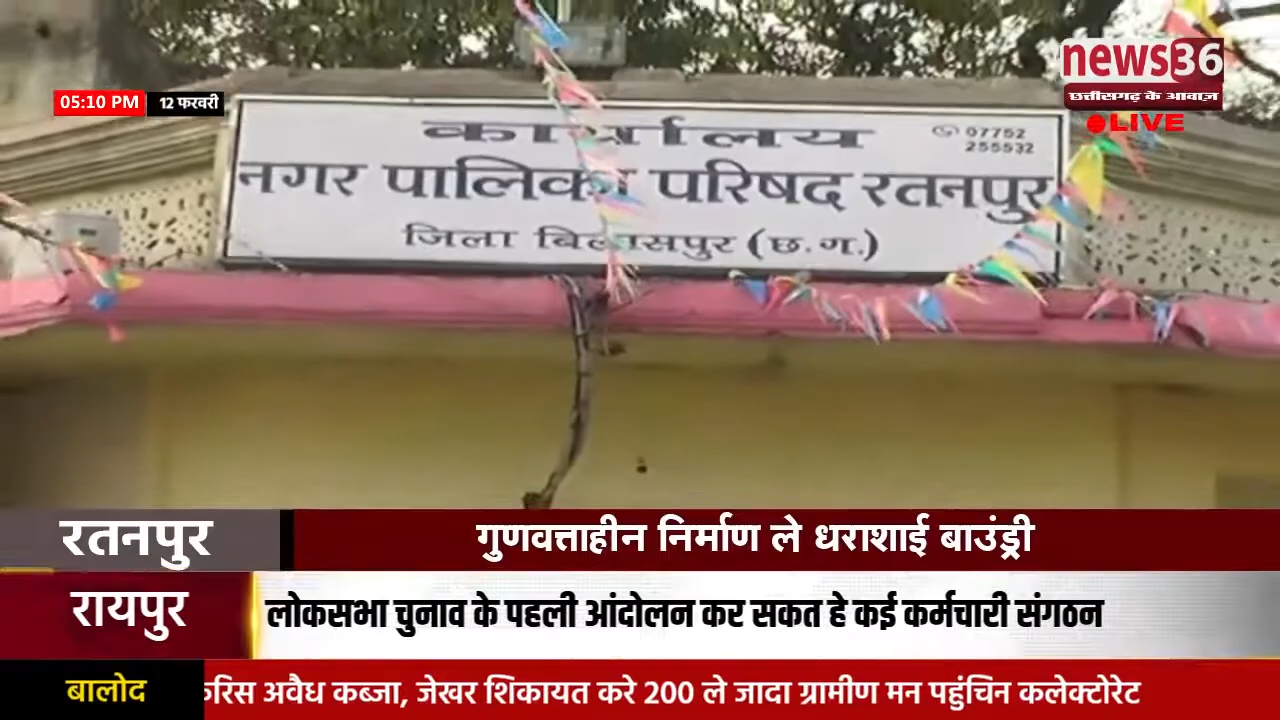 05:10 PM
12 फरवरी
news36
छत्तीसगढ़ के आवाज़
LIVE
कार्यालय
07752
255532
नगर पालिका परिषद रतनपुर
जिला बिलासपुर (छ.ग.)
रतनपुर
गुणवत्ताहीन निर्माण ले धराशाई बाउंड्री
रायपुर
लोकसभा चुनाव के पहली आंदोलन कर सकत हे कई कर्मचारी संगठन
बालोद
अवैध कब्जा, जेखर शिकायत करे 200 ले जादा ग्रामीण मन पहुंचिन कलेक्टोरेट